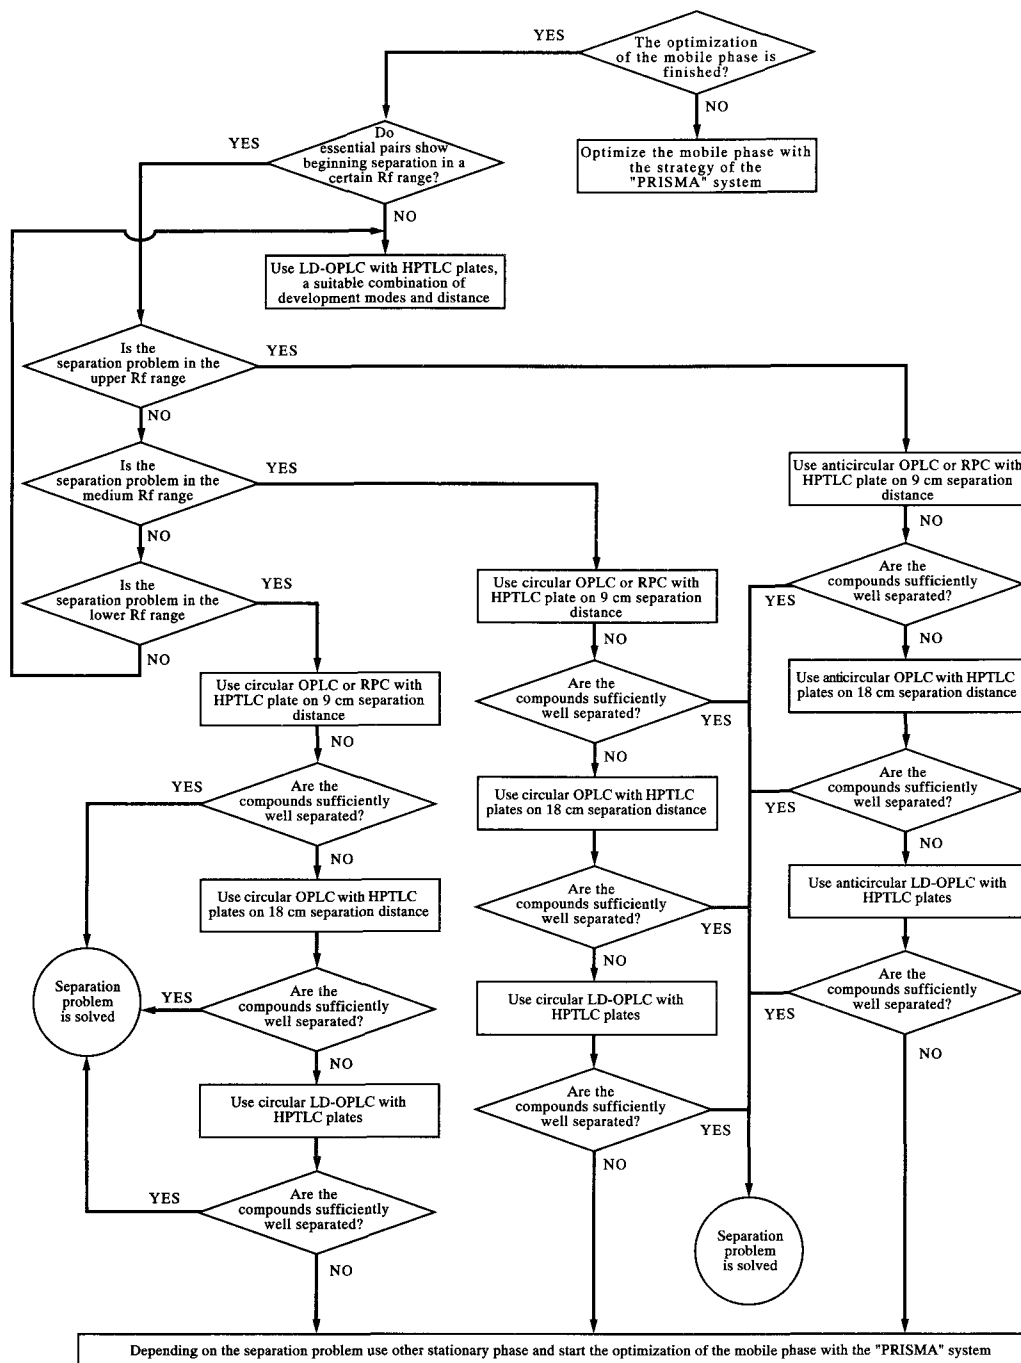 YES
The optimization
of the mobile phase is
finished?
NO
Optimize the mobile phase with
the strategy of the
"PRISMA" system
YES
Do
essential pairs show
beginning separation in a
certain Rf range?
NO
Use LD-OPLC with HPTLC plates,
a suitable combination of
development modes and distance
Is the
separation problem in the
upper Rf range
YES
NO
Is the
separation problem in the
medium Rf range
YES
NO
Is the
separation problem in the
lower Rf range
YES
NO
Use circular OPLC or RPC with
HPTLC plate on 9 cm separation
distance
NO
Are the
compounds sufficiently
well separated?
YES
NO
Use circular OPLC with HPTLC
plates on 18 cm separation distance
Are the
compounds sufficiently
well separated?
YES
NO
Use circular LD-OPLC with
HPTLC plates
Are the
compounds sufficiently
well separated?
YES
NO
Separation
problem
is solved
Use circular OPLC or RPC with
HPTLC plate on 9 cm separation
distance
NO
Are the
compounds sufficiently
well separated?
YES
NO
Use circular OPLC with HPTLC
plates on 18 cm separation distance
Are the
compounds sufficiently
well separated?
YES
NO
Use circular LD-OPLC with
HPTLC plates
Are the
compounds sufficiently
well separated?
YES
NO
Use anticircular OPLC or RPC with
HPTLC plate on 9 cm separation
distance
NO
Are the
compounds sufficiently
well separated?
YES
NO
Use anticircular OPLC with HPTLC
plates on 18 cm separation distance
Are the
compounds sufficiently
well separated?
YES
NO
Use anticircular LD-OPLC with
HPTLC plates
Are the
compounds sufficiently
well separated?
YES
NO
Separation
problem
is solved
Depending on the separation problem use other stationary phase and start the optimization of the mobile phase with the "PRISMA" system